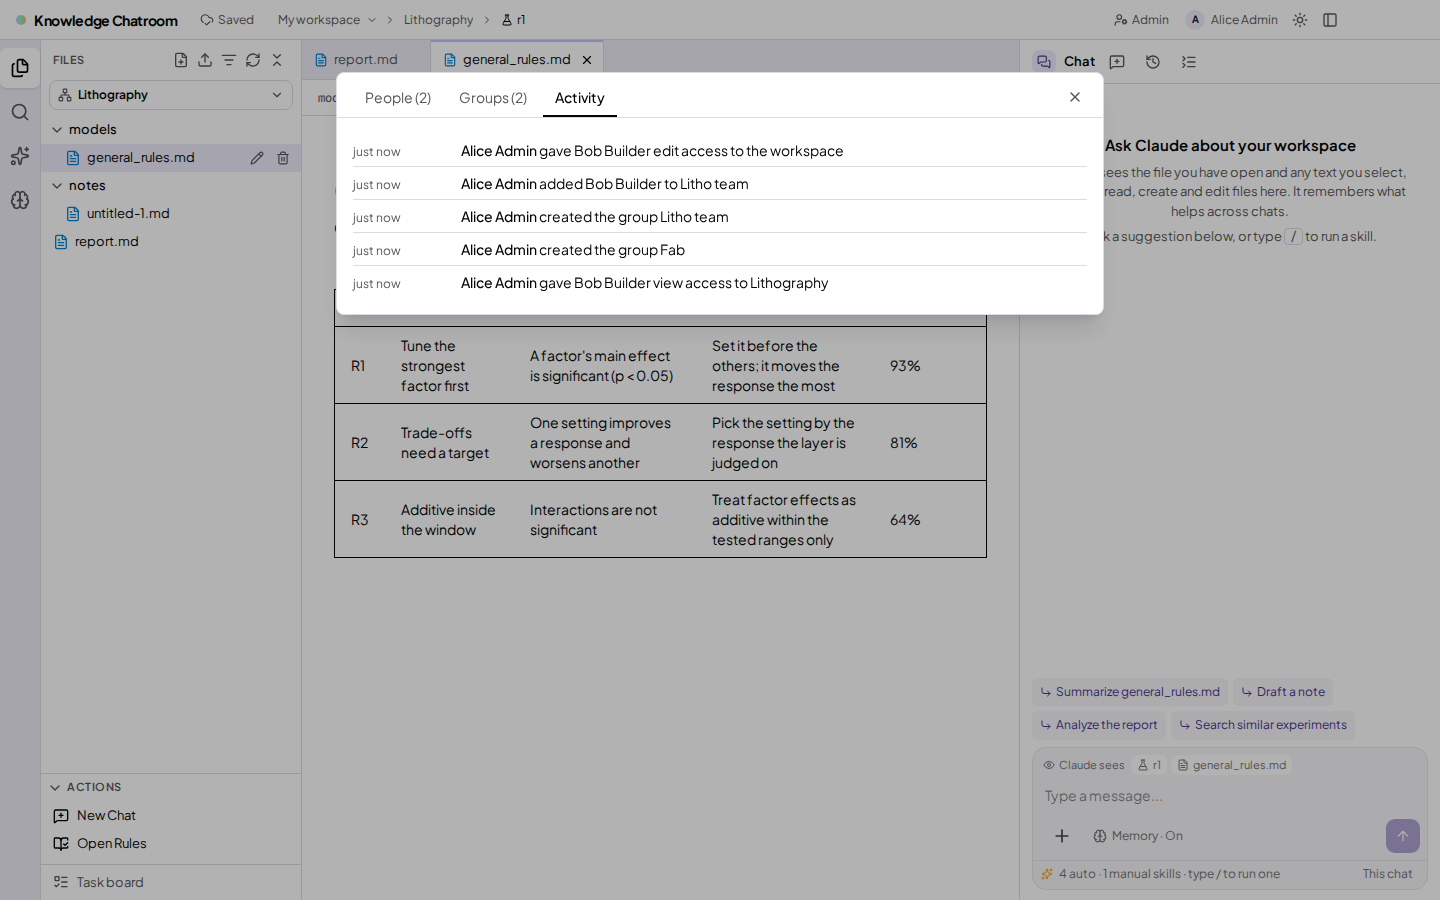 Knowledge Chatroom
Saved
My workspace
Lithography
r1
Admin
A
Alice Admin
FILES
Lithography
models
general_rules.md
notes
untitled-1.md
report.md
ACTIONS
New Chat
Open Rules
Task board
report.md
general_rules.md
People (2)
Groups (2)
Activity
just now
Alice Admin gave Bob Builder edit access to the workspace
just now
Alice Admin added Bob Builder to Litho team
just now
Alice Admin created the group Litho team
just now
Alice Admin created the group Fab
just now
Alice Admin gave Bob Builder view access to Lithography
R1
Tune the
strongest
factor first
A factor's main effect
is significant (p < 0.05)
Set it before the
others; it moves the
response the most
93%
R2
Trade-offs
need a target
One setting improves
a response and
worsens another
Pick the setting by the
response the layer is
judged on
81%
R3
Additive inside
the window
Interactions are not
significant
Treat factor effects as
additive within the
tested ranges only
64%
Chat
Ask Claude about your workspace
sees the file you have open and any text you select,
read, create and edit files here. It remembers what
helps across chats.
a suggestion below, or type / to run a skill.
Summarize general_rules.md
Draft a note
Analyze the report
Search similar experiments
Claude sees
r1
general_rules.md
Type a message...
Memory · On
4 auto · 1 manual skills · type / to run one
This chat